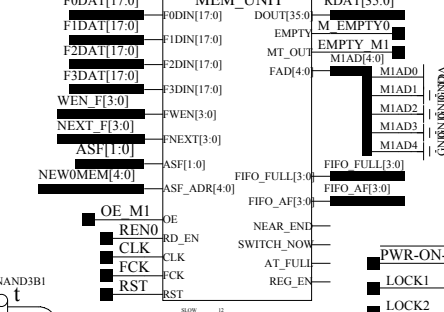 F0DAT[17:0] MEM_UNIT RDAT[35:0]
F0DIN[17:0] DOUT[35:0]
F1DAT[17:0] M_EMPTY0
F1DIN[17:0] EMPTY
F2DAT[17:0] EMPTY_M1
F2DIN[17:0] MT_OUT
M1AD[4:0]
F3DAT[17:0] FAD[4:0] M1AD0
F3DIN[17:0] M1AD1
WEN_F[3:0] M1AD2
FWEN[3:0]
NEXT_F[3:0] M1AD3
FNEXT[3:0] M1AD4
ASF[1:0] FIFO_FULL[3:0]
ASF[1:0] FIFO_FULL[3:0]
NEW0MEM[4:0] FIFO_AF[3:0]
ASF_ADR[4:0] FIFO_AF[3:0]
OE_M1
OE NEAR_END
REN0
RD_EN SWITCH_NOW
CLK PWR-ON-
CLK AT_FULL
FCK LOCK1
FCK REG_EN
RST LOCK2
RST
NAND3B1
t
SLOW 12